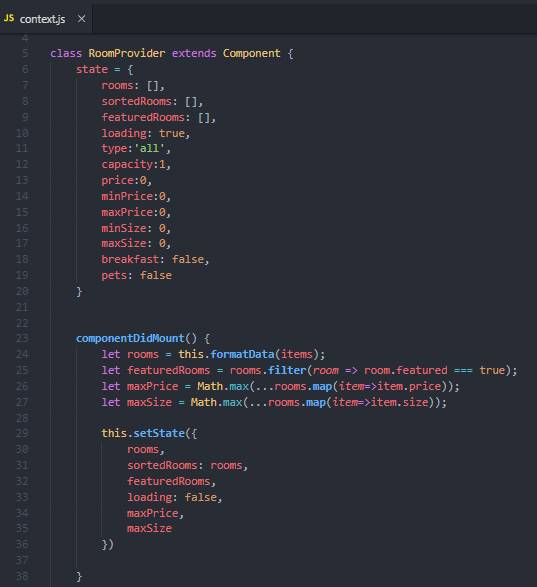 JS context.js ×
4
5 class RoomProvider extends Component {
6 state = {
7 rooms: [],
8 sortedRooms: [],
9 featuredRooms: [],
10 loading: true,
11 type:'all',
12 capacity:1,
13 price:0,
14 minPrice:0,
15 maxPrice:0,
16 minSize: 0,
17 maxSize: 0,
18 breakfast: false,
19 pets: false
20 }
21
22
23 componentDidMount() {
24 let rooms = this.formatData(items);
25 let featuredRooms = rooms.filter(room => room.featured === true);
26 let maxPrice = Math.max(...rooms.map(item=>item.price));
27 let maxSize = Math.max(...rooms.map(item=>item.size));
28
29 this.setState({
30 rooms,
31 sortedRooms: rooms,
32 featuredRooms,
33 loading: false,
34 maxPrice,
35 maxSize
36 })
37
38 }